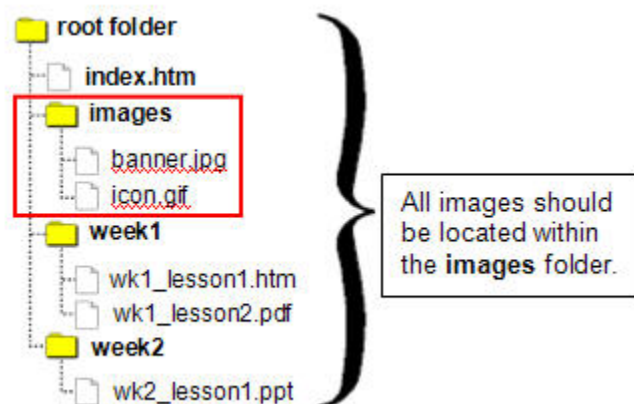 root folder
index.htm
images
banner.jpg
icon.gif
week1
wk1_lesson1.htm
wk1_lesson2.pdf
week2
wk2_lesson1.ppt
All images should
be located within
the images folder.